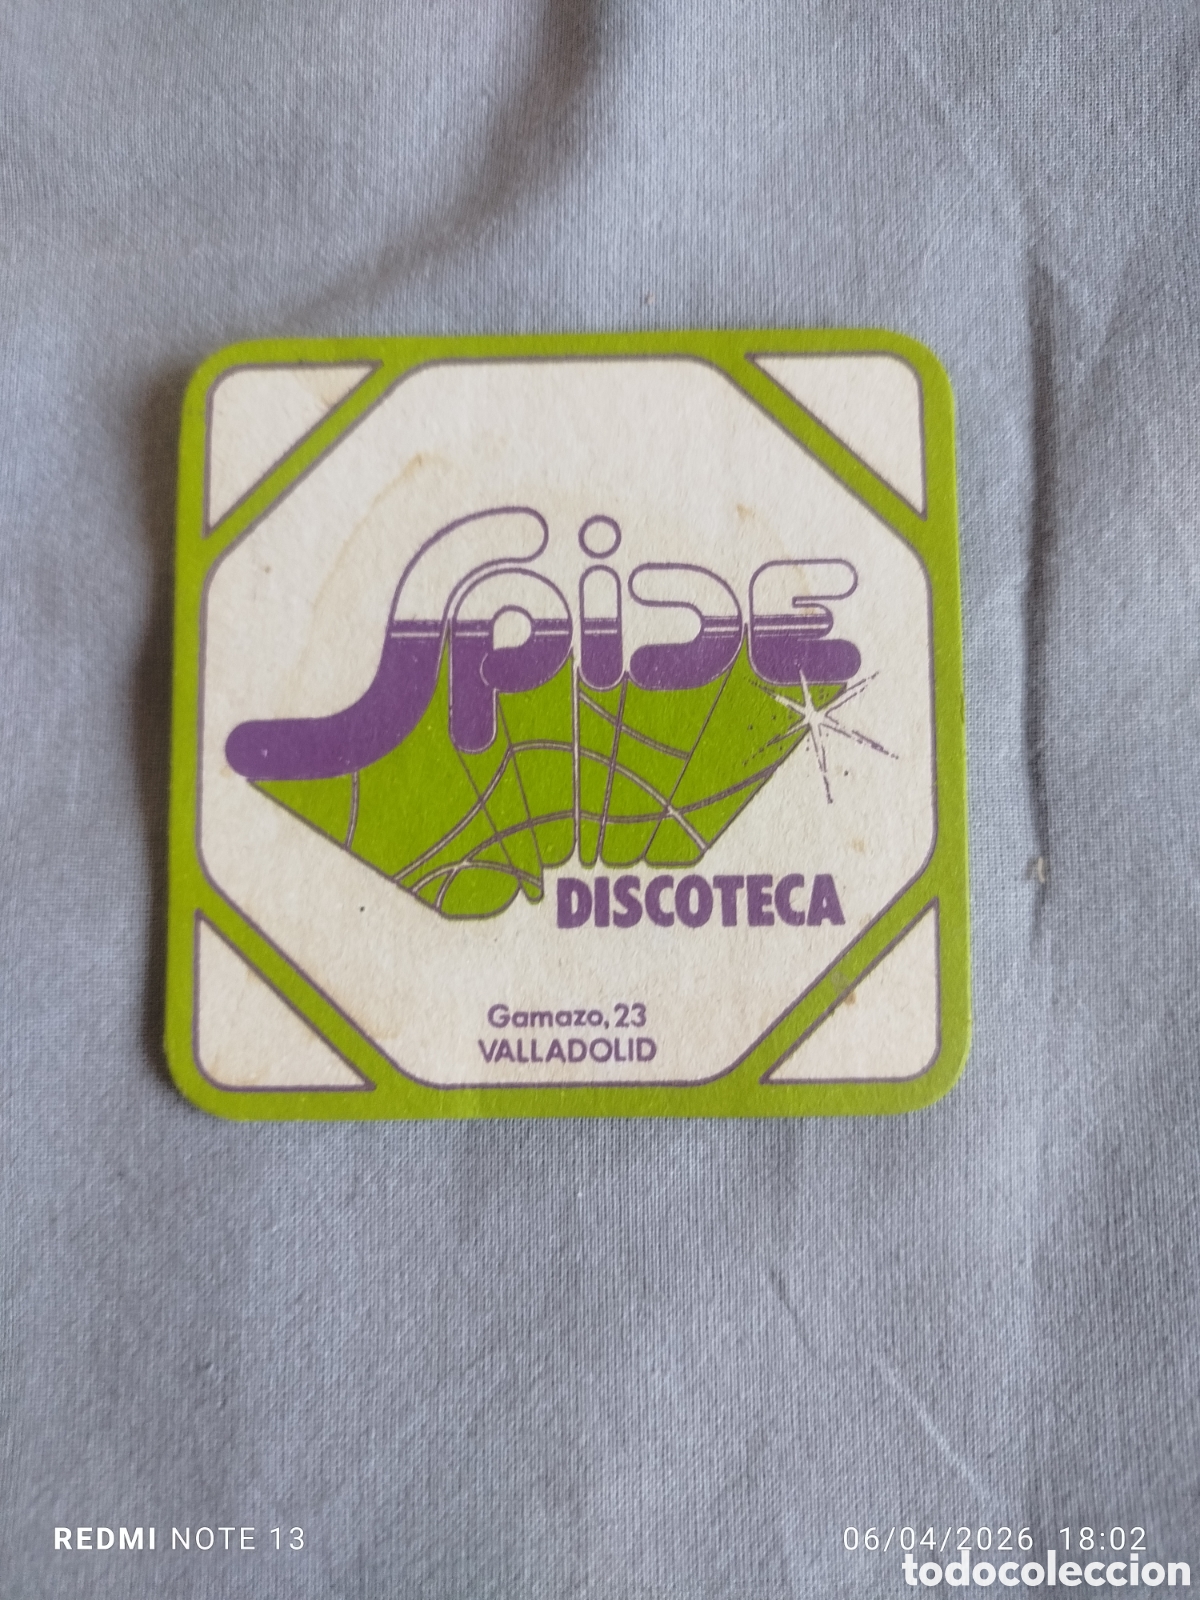 Spide
DISCOTECA
Gamazo, 23
VALLADOLID
REDMI NOTE 13
06/04/2026 18:02
todocoleccion